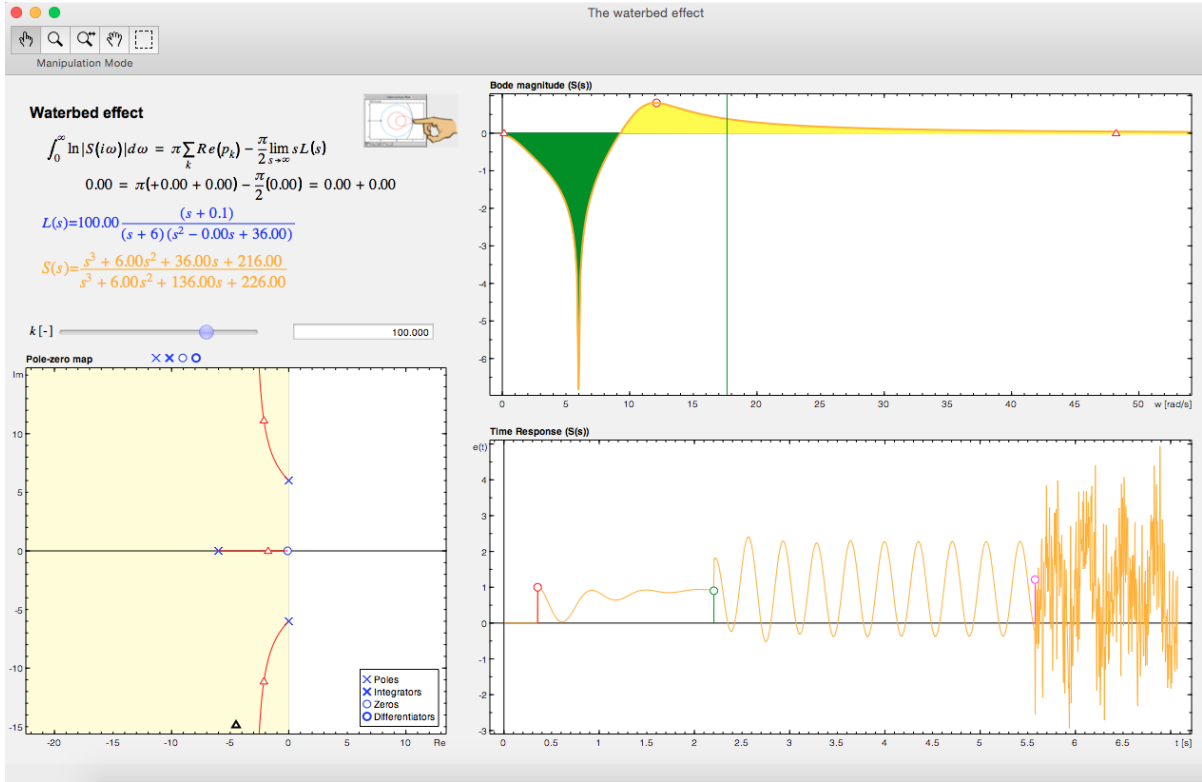 The waterbed effect
Manipulation Mode
Waterbed effect
∫₀^∞ ln|S(iω)|dω = π∑ₖ Re(pₖ) − π/2 lim s→∞ sL(s)
0.00 = π(+0.00 + 0.00) − π/2(0.00) = 0.00 + 0.00
L(s)=100.00 (s + 0.1) / (s + 6)(s² − 0.00s + 36.00)
S(s)= s³ + 6.00s² + 36.00s + 216.00 / s³ + 6.00s² + 136.00s + 226.00
k [-] 100.000
Pole-zero map
Im
10
5
0
-5
-10
-15
-20 -15 -10 -5 0 5 10 Re
Poles
Integrators
Zeros
Differentiators
Bode magnitude (S(s))
0
-1
-2
-3
-4
-5
-6
0 5 10 15 20 25 30 35 40 45 50 w [rad/s]
Time Response (S(s))
e(t)
4
3
2
1
0
-1
-2
-3
0 0.5 1 1.5 2 2.5 3 3.5 4 4.5 5 5.5 6 6.5 t [s]